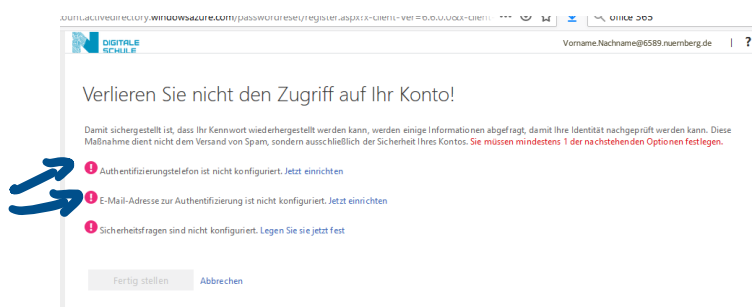 ount.activedirectory.windowsazure.com/passwordreset/register.aspx?x-client-Ver=6.6.0.0&x-client
office 365
DIGITALE
SCHULE
Vorname.Nachname@6589.nuernberg.de | ?
Verlieren Sie nicht den Zugriff auf Ihr Konto!
Damit sichergestellt ist, dass Ihr Kennwort wiederhergestellt werden kann, werden einige Informationen abgefragt, damit Ihre Identität nachgeprüft werden kann. Diese
Maßnahme dient nicht dem Versand von Spam, sondern ausschließlich der Sicherheit Ihres Kontos. Sie müssen mindestens 1 der nachstehenden Optionen festlegen.
Authentifizierungstelefon ist nicht konfiguriert. Jetzt einrichten
E-Mail-Adresse zur Authentifizierung ist nicht konfiguriert. Jetzt einrichten
Sicherheitsfragen sind nicht konfiguriert. Legen Sie sie jetzt fest
Fertig stellen Abbrechen